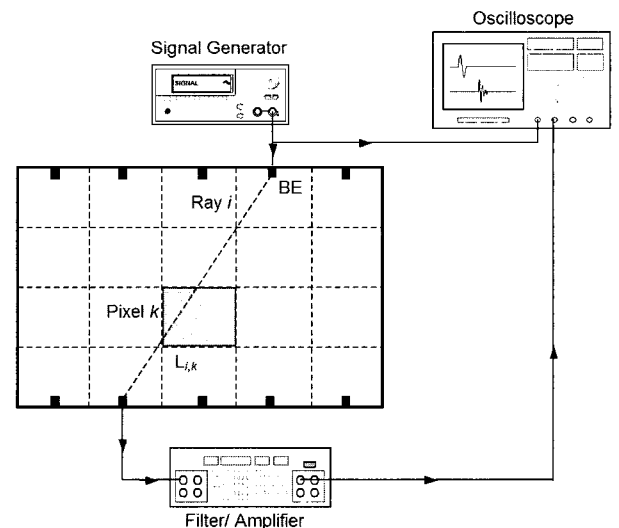 Oscilloscope
Signal Generator
SIGNAL
BE
Ray i
Pixel k
Li,k
Filter/ Amplifier